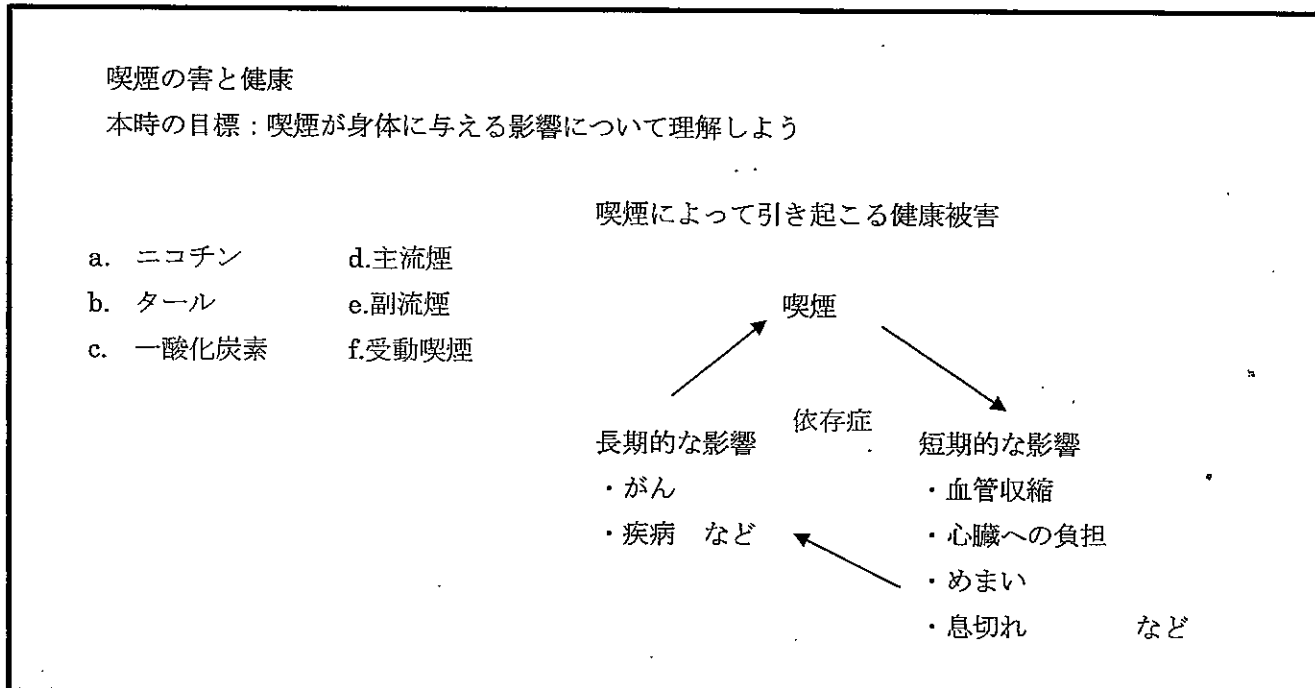 喫煙の害と健康
本時の目標：喫煙が身体に与える影響について理解しよう
喫煙によって引き起こる健康被害
a. ニコチン　d.主流煙
b. タール　e.副流煙
c. 一酸化炭素　f.受動喫煙
喫煙
依存症
長期的な影響
・がん
・疾病　など
短期的な影響
・血管収縮
・心臓への負担
・めまい
・息切れ　など